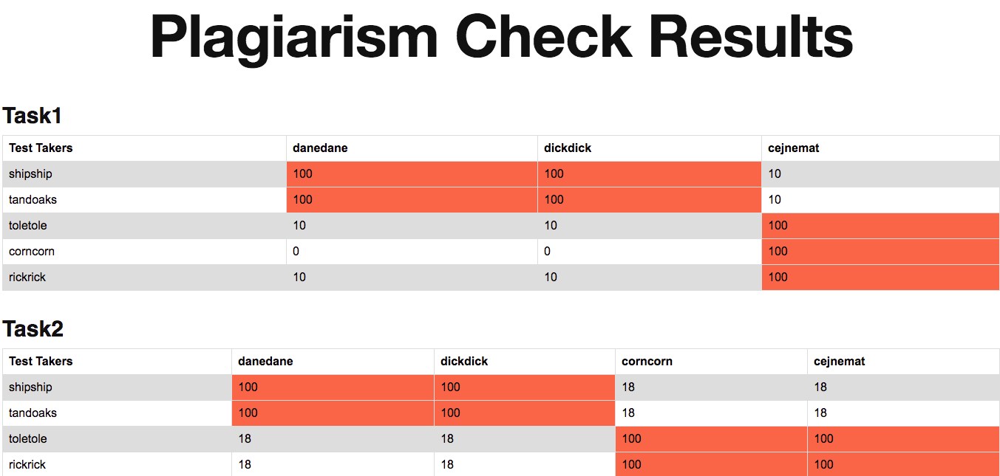 Plagiarism Check Results
Task1
Test Takers danedane dickdick cejnemat
shipship 100 100 10
tandoaks 100 100 10
toletole 10 10 100
corncorn 0 0 100
rickrick 10 10 100
Task2
Test Takers danedane dickdick corncorn cejnemat
shipship 100 100 18 18
tandoaks 100 100 18 18
toletole 18 18 100 100
rickrick 18 18 100 100